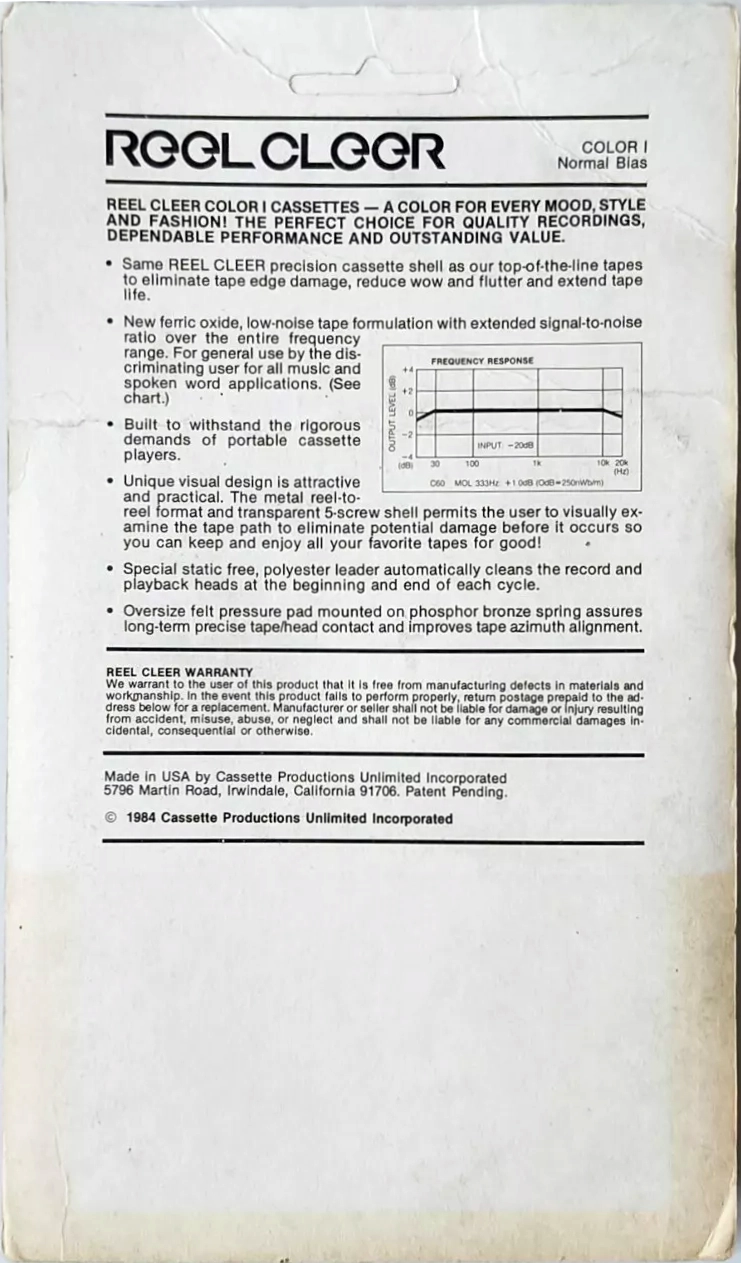 REEL CLEER
COLOR I
Normal Bias
REEL CLEER COLOR I CASSETTES — A COLOR FOR EVERY MOOD, STYLE
AND FASHION! THE PERFECT CHOICE FOR QUALITY RECORDINGS,
DEPENDABLE PERFORMANCE AND OUTSTANDING VALUE.
• Same REEL CLEER precision cassette shell as our top-of-the-line tapes
to eliminate tape edge damage, reduce wow and flutter and extend tape
life.
• New ferric oxide, low-noise tape formulation with extended signal-to-noise
ratio over the entire frequency
range. For general use by the dis-
criminating user for all music and
spoken word applications. (See
chart.)
• Built to withstand the rigorous
demands of portable cassette
players.
• Unique visual design is attractive
and practical. The metal reel-to-
reel format and transparent 5-screw shell permits the user to visually ex-
amine the tape path to eliminate potential damage before it occurs so
you can keep and enjoy all your favorite tapes for good!
FREQUENCY RESPONSE
OUTPUT LEVEL (dB)
+4
+2
0
-2
-4
INPUT: -20dB
(dB) 30 100 1k 10k 20k
(Hz)
C60 MOL 333Hz: +1.0dB (OdB=250nWb/m)
• Special static free, polyester leader automatically cleans the record and
playback heads at the beginning and end of each cycle.
• Oversize felt pressure pad mounted on phosphor bronze spring assures
long-term precise tape/head contact and improves tape azimuth alignment.
REEL CLEER WARRANTY
We warrant to the user of this product that it is free from manufacturing defects in materials and
workmanship. In the event this product fails to perform properly, return postage prepaid to the ad-
dress below for a replacement. Manufacturer or seller shall not be liable for damage or injury resulting
from accident, misuse, abuse, or neglect and shall not be liable for any commercial damages in-
cidental, consequential or otherwise.
Made in USA by Cassette Productions Unlimited Incorporated
5796 Martin Road, Irwindale, California 91706. Patent Pending.
© 1984 Cassette Productions Unlimited Incorporated